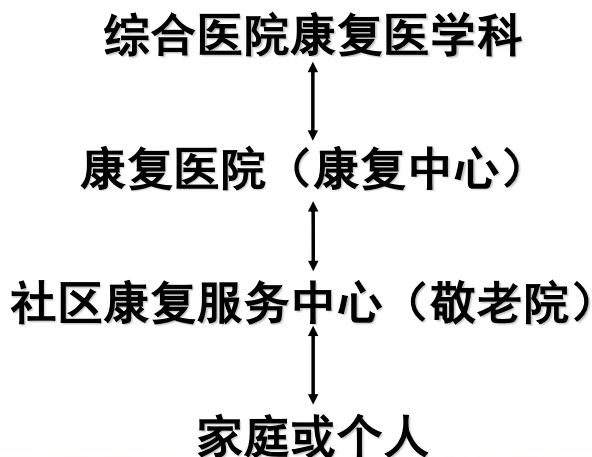 综合医院康复医学科
康复医院（康复中心）
社区康复服务中心（敬老院）
家庭或个人